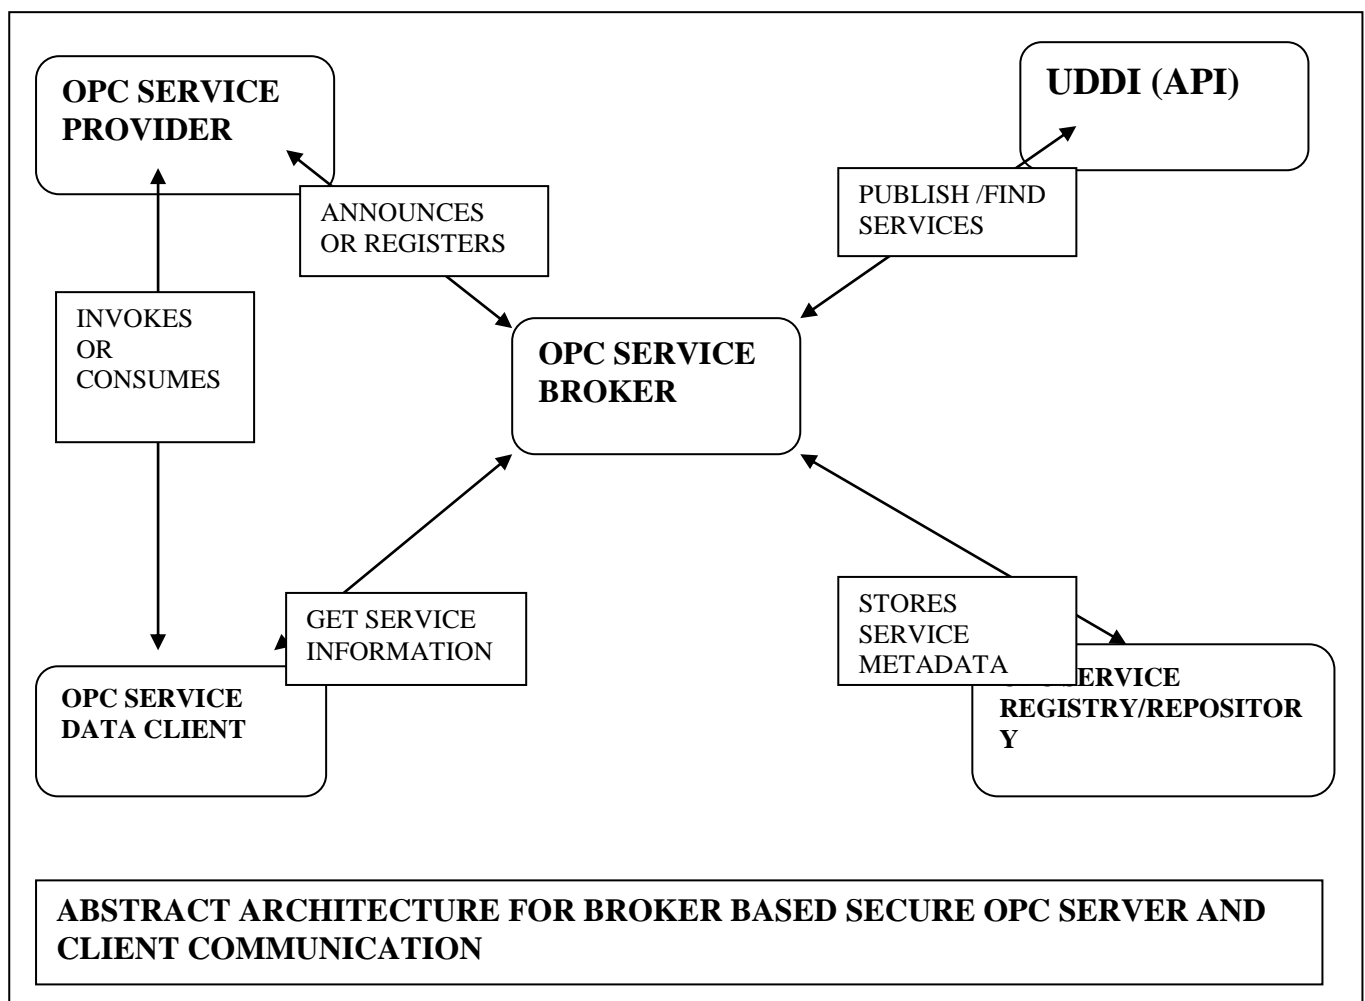 OPC SERVICE
PROVIDER
UDDI (API)
ANNOUNCES
OR REGISTERS
PUBLISH /FIND
SERVICES
INVOKES
OR
CONSUMES
OPC SERVICE
BROKER
GET SERVICE
INFORMATION
STORES
SERVICE
METADATA
OPC SERVICE
DATA CLIENT
SERVICE
REGISTRY/REPOSITOR
Y
ABSTRACT ARCHITECTURE FOR BROKER BASED SECURE OPC SERVER AND
CLIENT COMMUNICATION